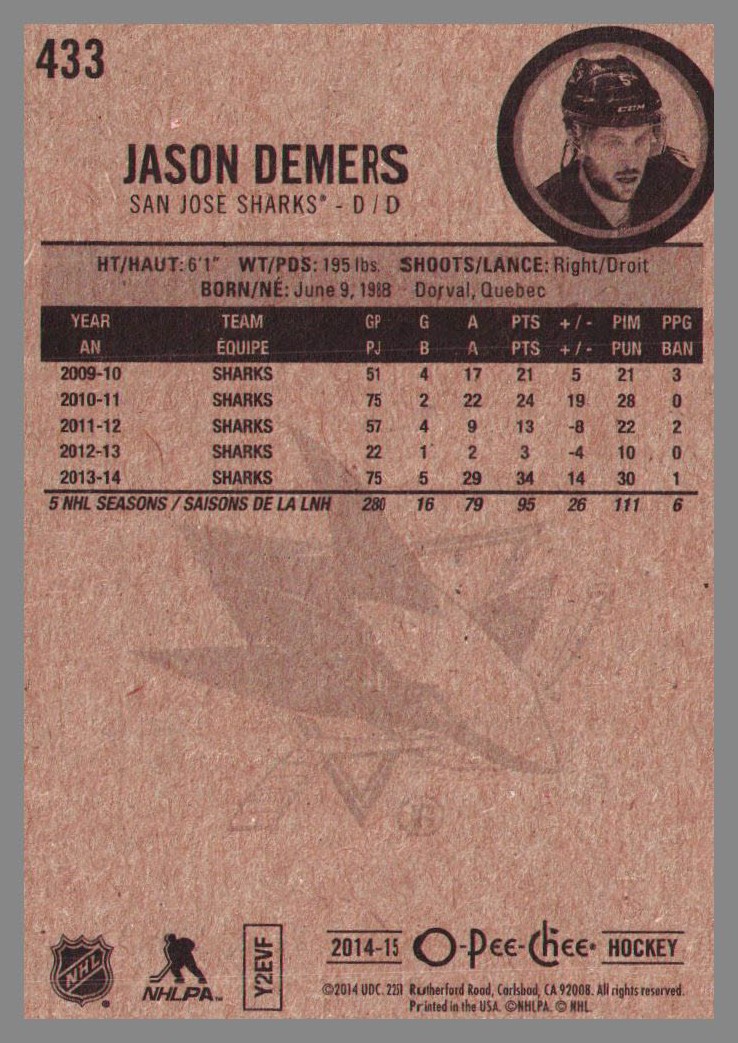 433
JASON DEMERS
SAN JOSE SHARKS® - D / D
HT/HAUT: 6'1" WT/PDS: 195 lbs. SHOOTS/LANCE: Right/Droit
BORN/NÉ: June 9, 1988 Dorval, Quebec
YEAR TEAM GP G A PTS +/- PIM PPG
AN ÉQUIPE PJ B A PTS +/- PUN BAN
2009-10 SHARKS 51 4 17 21 5 21 3
2010-11 SHARKS 75 2 22 24 19 28 0
2011-12 SHARKS 57 4 9 13 -8 22 2
2012-13 SHARKS 22 1 2 3 -4 10 0
2013-14 SHARKS 75 5 29 34 14 30 1
5 NHL SEASONS / SAISONS DE LA LNH 280 16 79 95 26 111 6
NHL
NHLPA™
Y2EVF
2014-15 O-Pee-Chee® HOCKEY
©2014 UDC. 2251 Rutherford Road, Carlsbad, CA 92008. All rights reserved.
Printed in the USA. ©NHLPA. © NHL.